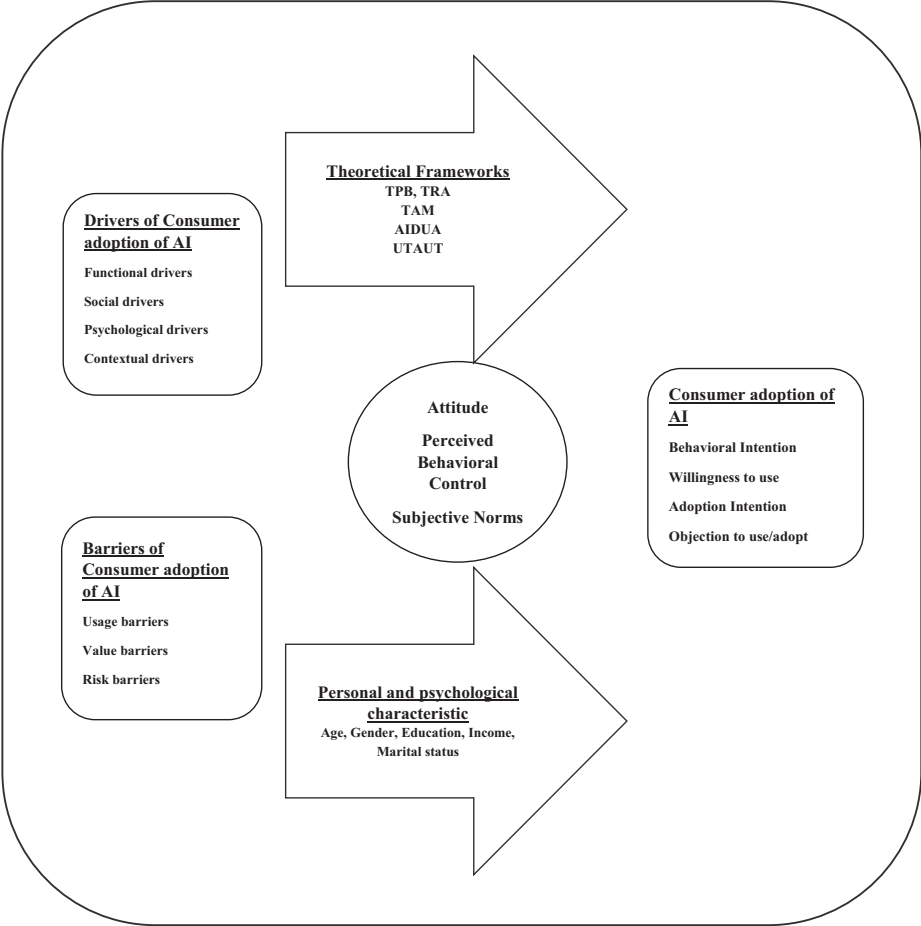 Theoretical Frameworks
TPB, TRA
TAM
AIDUA
UTAUT
Drivers of Consumer
adoption of AI
Functional drivers
Social drivers
Psychological drivers
Contextual drivers
Attitude
Perceived
Behavioral
Control
Subjective Norms
Consumer adoption of
AI
Behavioral Intention
Willingness to use
Adoption Intention
Objection to use/adopt
Barriers of
Consumer adoption
of AI
Usage barriers
Value barriers
Risk barriers
Personal and psychological
characteristic
Age, Gender, Education, Income,
Marital status